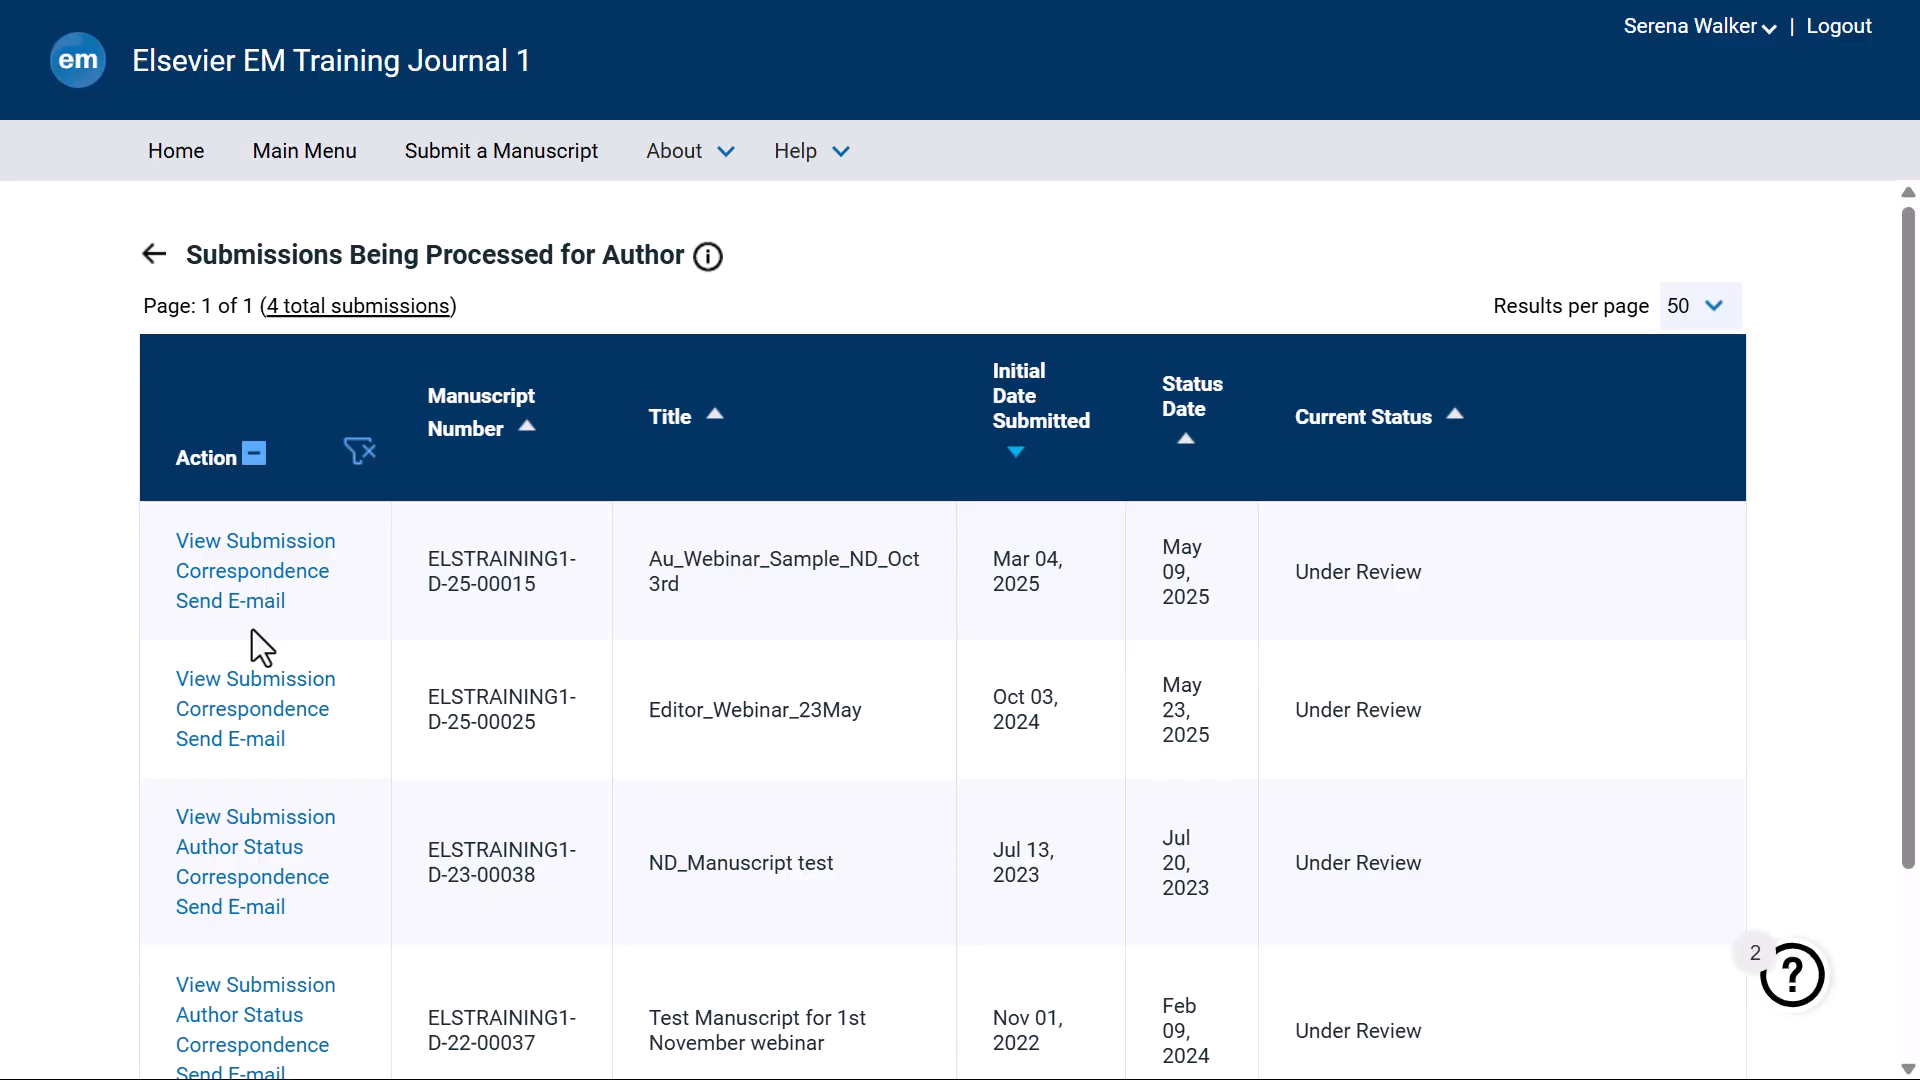 Serena Walker | Logout
em Elsevier EM Training Journal 1
Home Main Menu Submit a Manuscript About Help
Submissions Being Processed for Author
Page: 1 of 1 (4 total submissions) Results per page 50
Action Manuscript Number Title Initial Date Submitted Status Date Current Status
View Submission
Correspondence
Send E-mail
ELSTRAINING1-
D-25-00015
Au_Webinar_Sample_ND_Oct
3rd
Mar 04,
2025
May
09,
2025
Under Review
View Submission
Correspondence
Send E-mail
ELSTRAINING1-
D-25-00025
Editor_Webinar_23May
Oct 03,
2024
May
23,
2025
Under Review
View Submission
Author Status
Correspondence
Send E-mail
ELSTRAINING1-
D-23-00038
ND_Manuscript test
Jul 13,
2023
Jul
20,
2023
Under Review
View Submission
Author Status
Correspondence
Send E-mail
ELSTRAINING1-
D-22-00037
Test Manuscript for 1st
November webinar
Nov 01,
2022
Feb
09,
2024
Under Review
2
?